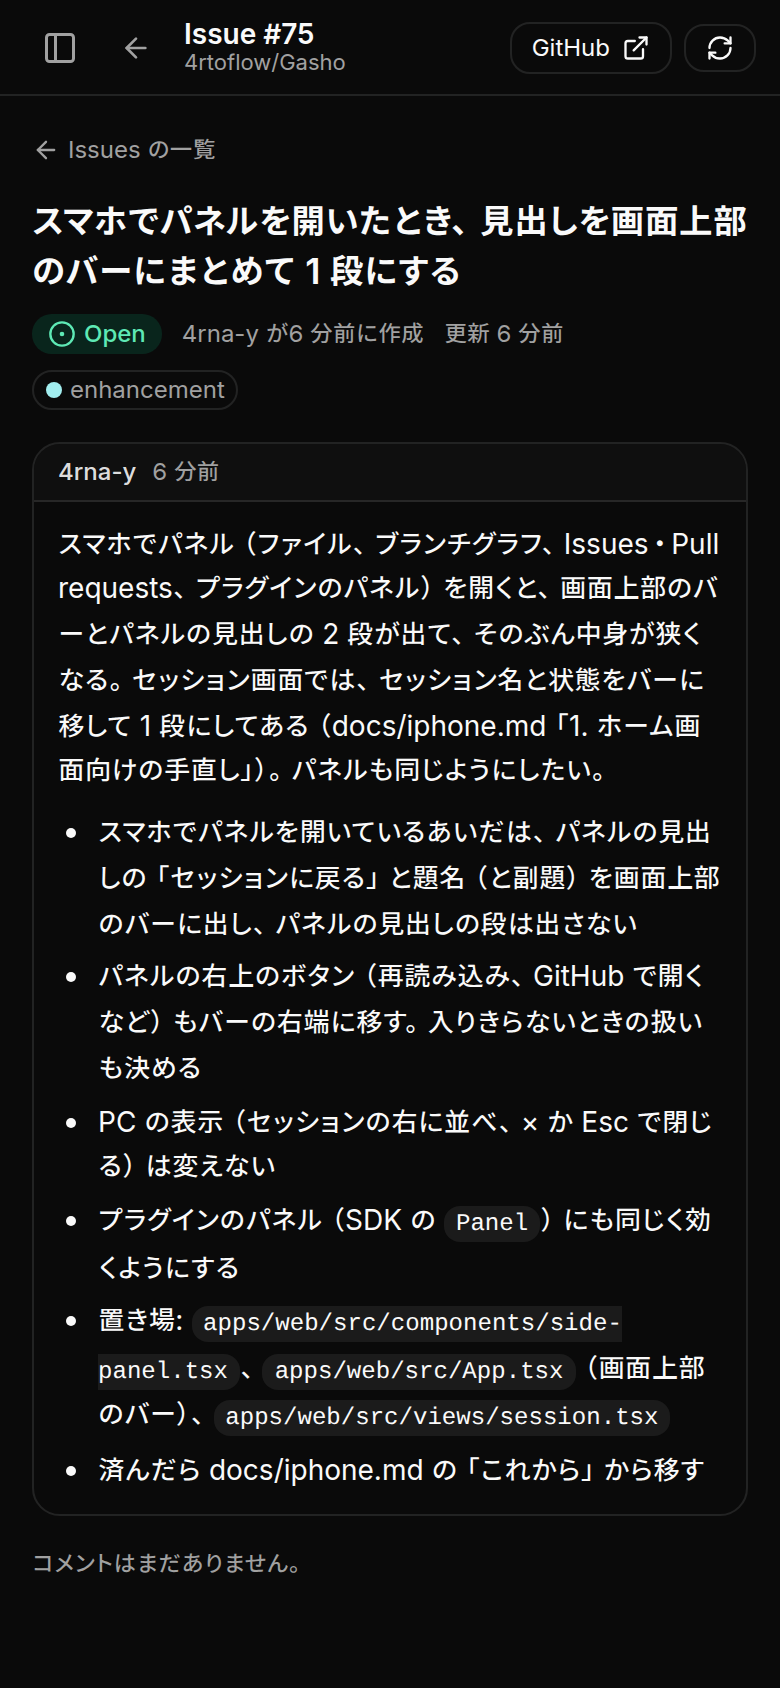 Issue #75
4rtoflow/Gasho
GitHub
Issues の一覧
スマホでパネルを開いたとき、見出しを画面上部
のバーにまとめて 1 段にする
Open 4rna-y が6 分前に作成 更新 6 分前
enhancement
4rna-y 6 分前
スマホでパネル（ファイル、ブランチグラフ、Issues・Pull
requests、プラグインのパネル）を開くと、画面上部のバ
ーとパネルの見出しの 2 段が出て、そのぶん中身が狭く
なる。セッション画面では、セッション名と状態をバーに
移して 1 段にしてある（docs/iphone.md「1. ホーム画
面向けの手直し」）。パネルも同じようにしたい。
• スマホでパネルを開いているあいだは、パネルの見出
しの「セッションに戻る」と題名（と副題）を画面上部
のバーに出し、パネルの見出しの段は出さない
• パネルの右上のボタン（再読み込み、GitHub で開く
など）もバーの右端に移す。入りきらないときの扱い
も決める
• PC の表示（セッションの右に並べ、× か Esc で閉じ
る）は変えない
• プラグインのパネル（SDK の Panel）にも同じく効
くようにする
• 置き場: apps/web/src/components/side-
panel.tsx、apps/web/src/App.tsx（画面上部
のバー）、apps/web/src/views/session.tsx
• 済んだら docs/iphone.md の「これから」から移す
コメントはまだありません。